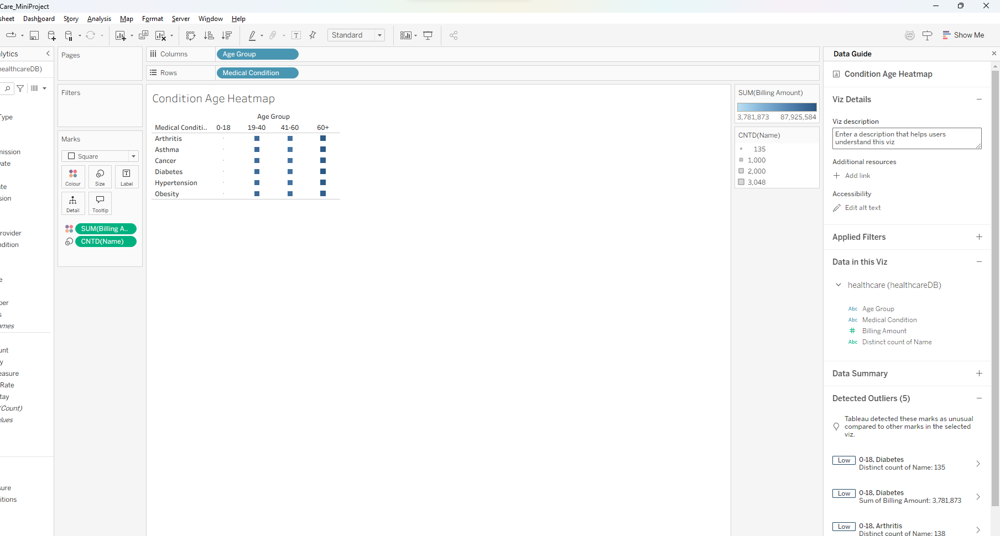 Care_MiniProject
sheet Dashboard Story Analysis Map Format Server Window Help
Standard
Show Me
lytics
Pages
Columns
Age Group
Data Guide
healthcareDB)
Rows
Medical Condition
Condition Age Heatmap
Filters
Condition Age Heatmap
SUM(Billing Amount)
3,781,873 87,925,584
Viz Details
Type
Age Group
Viz description
Medical Conditi.. 0-18 19-40 41-60 60+
Enter a description that helps users
understand this viz
Marks
Arthritis
CNTD(Name)
mission
Square
Asthma
135
ate
Cancer
1,000
Additional resources
Colour Size Label
Diabetes
2,000
Add link
te
Hypertension
3,048
sion
Obesity
Accessibility
Detail Tooltip
Edit alt text
rovider
SUM(Billing A..
Applied Filters
ndition
CNTD(Name)
Data in this Viz
e
healthcare (healthcareDB)
ber
s
Abc Age Group
ames
Abc Medical Condition
# Billing Amount
Abc Distinct count of Name
unt
y
easure
Data Summary
Rate
tay
Detected Outliers (5)
(Count)
lues
Tableau detected these marks as unusual
compared to other marks in the selected
viz.
Low 0-18, Diabetes
Distinct count of Name: 135
sure
Low 0-18, Diabetes
itions
Sum of Billing Amount: 3,781,873
Low 0-18, Arthritis
Distinct count of Name: 138